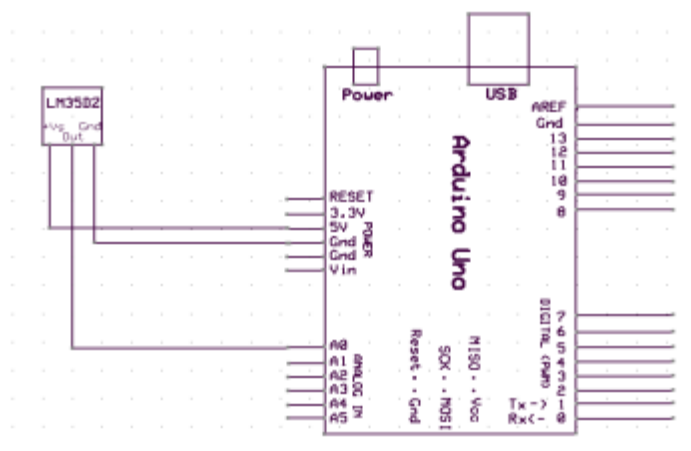 LM35D2
+Vs Gnd
Out
Power
USB
Arduino Uno
RESET
3.3V
5V
Gnd
Gnd
Vin
POWER
A0
A1
A2
A3
A4
A5
ANALOG IN
Reset · · Gnd
SCK · · MOSI
MISO · · Vcc
AREF
Gnd
13
12
11
10
9
8
DIGITAL (PWM)
7
6
5
4
3
2
Tx-> 1
Rx<- 0